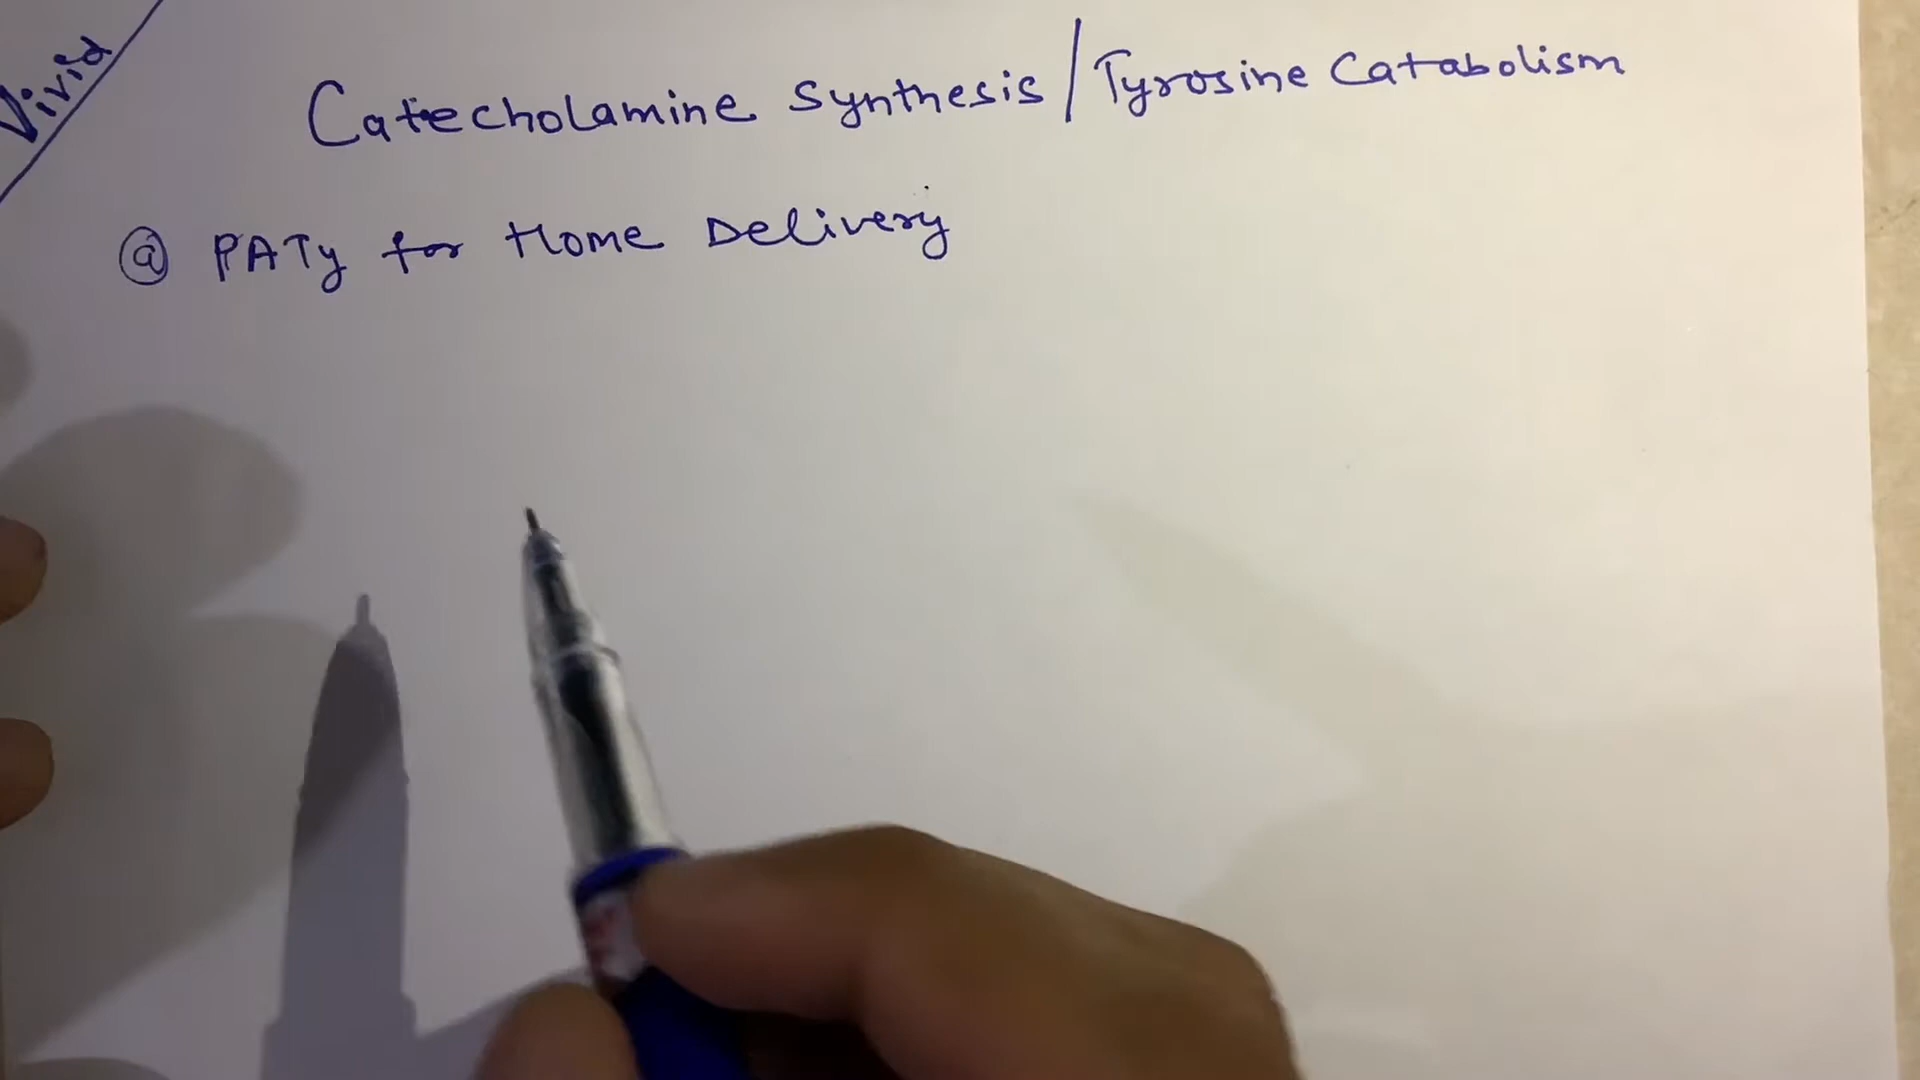 Vivid
Catecholamine Synthesis/Tyrosine Catabolism
@ PATy for Home Delivery